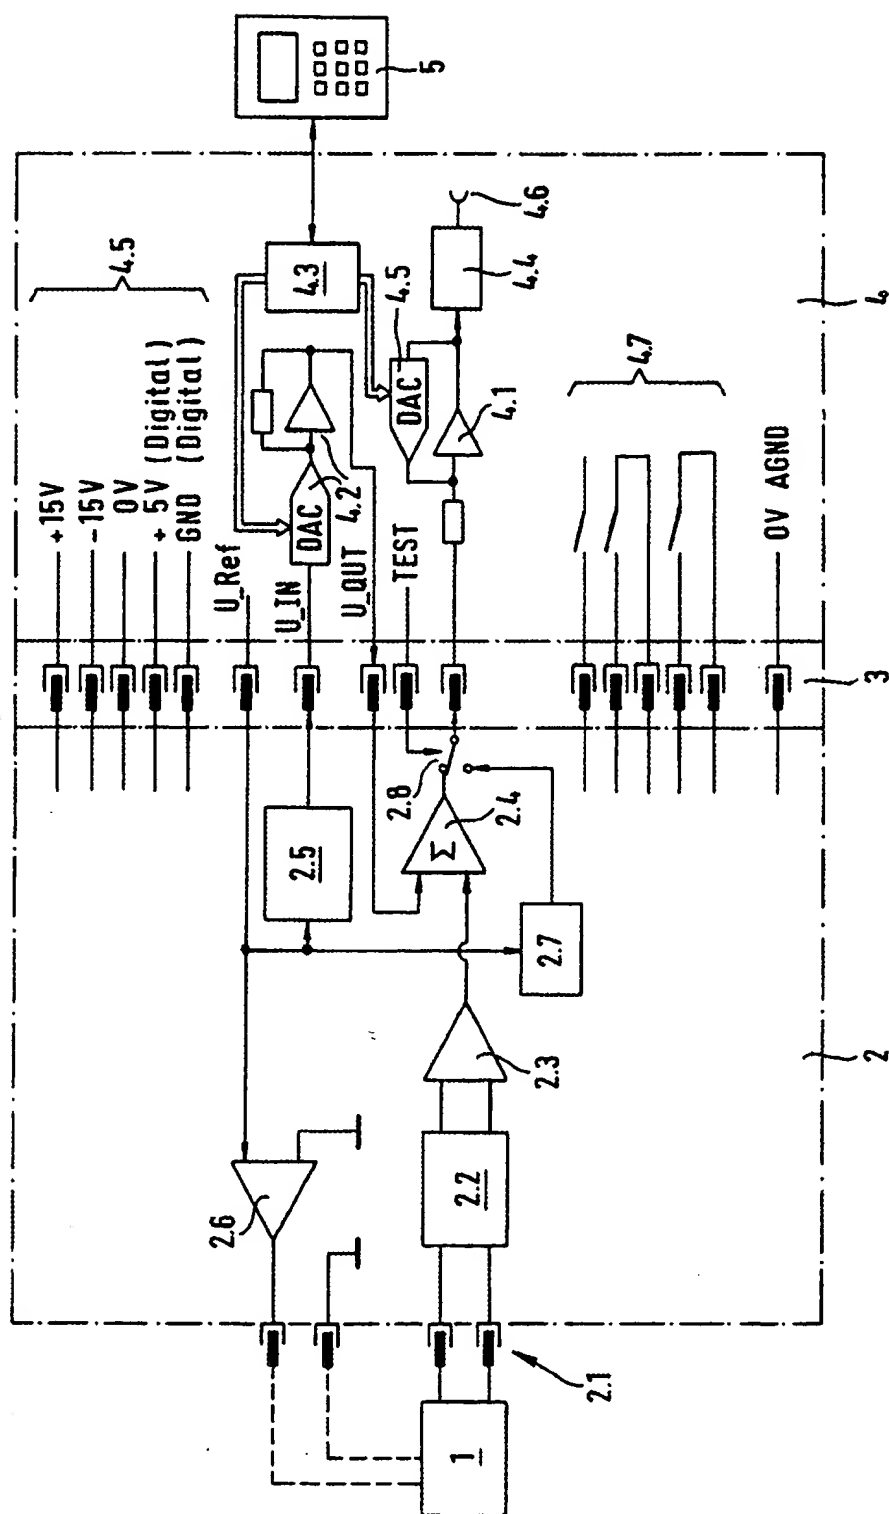 +15V
-15V
0V
+5V (Digital)
GND (Digital)
4.5
U_Ref
U_IN
U_OUT
TEST
DAC
4.2
4.3
DAC
4.5
4.1
4.4
4.6
5
4.7
0V AGND
4
3
2.5
2.8
Σ
2.4
2.7
2.3
2.6
2.2
2
2.1
1